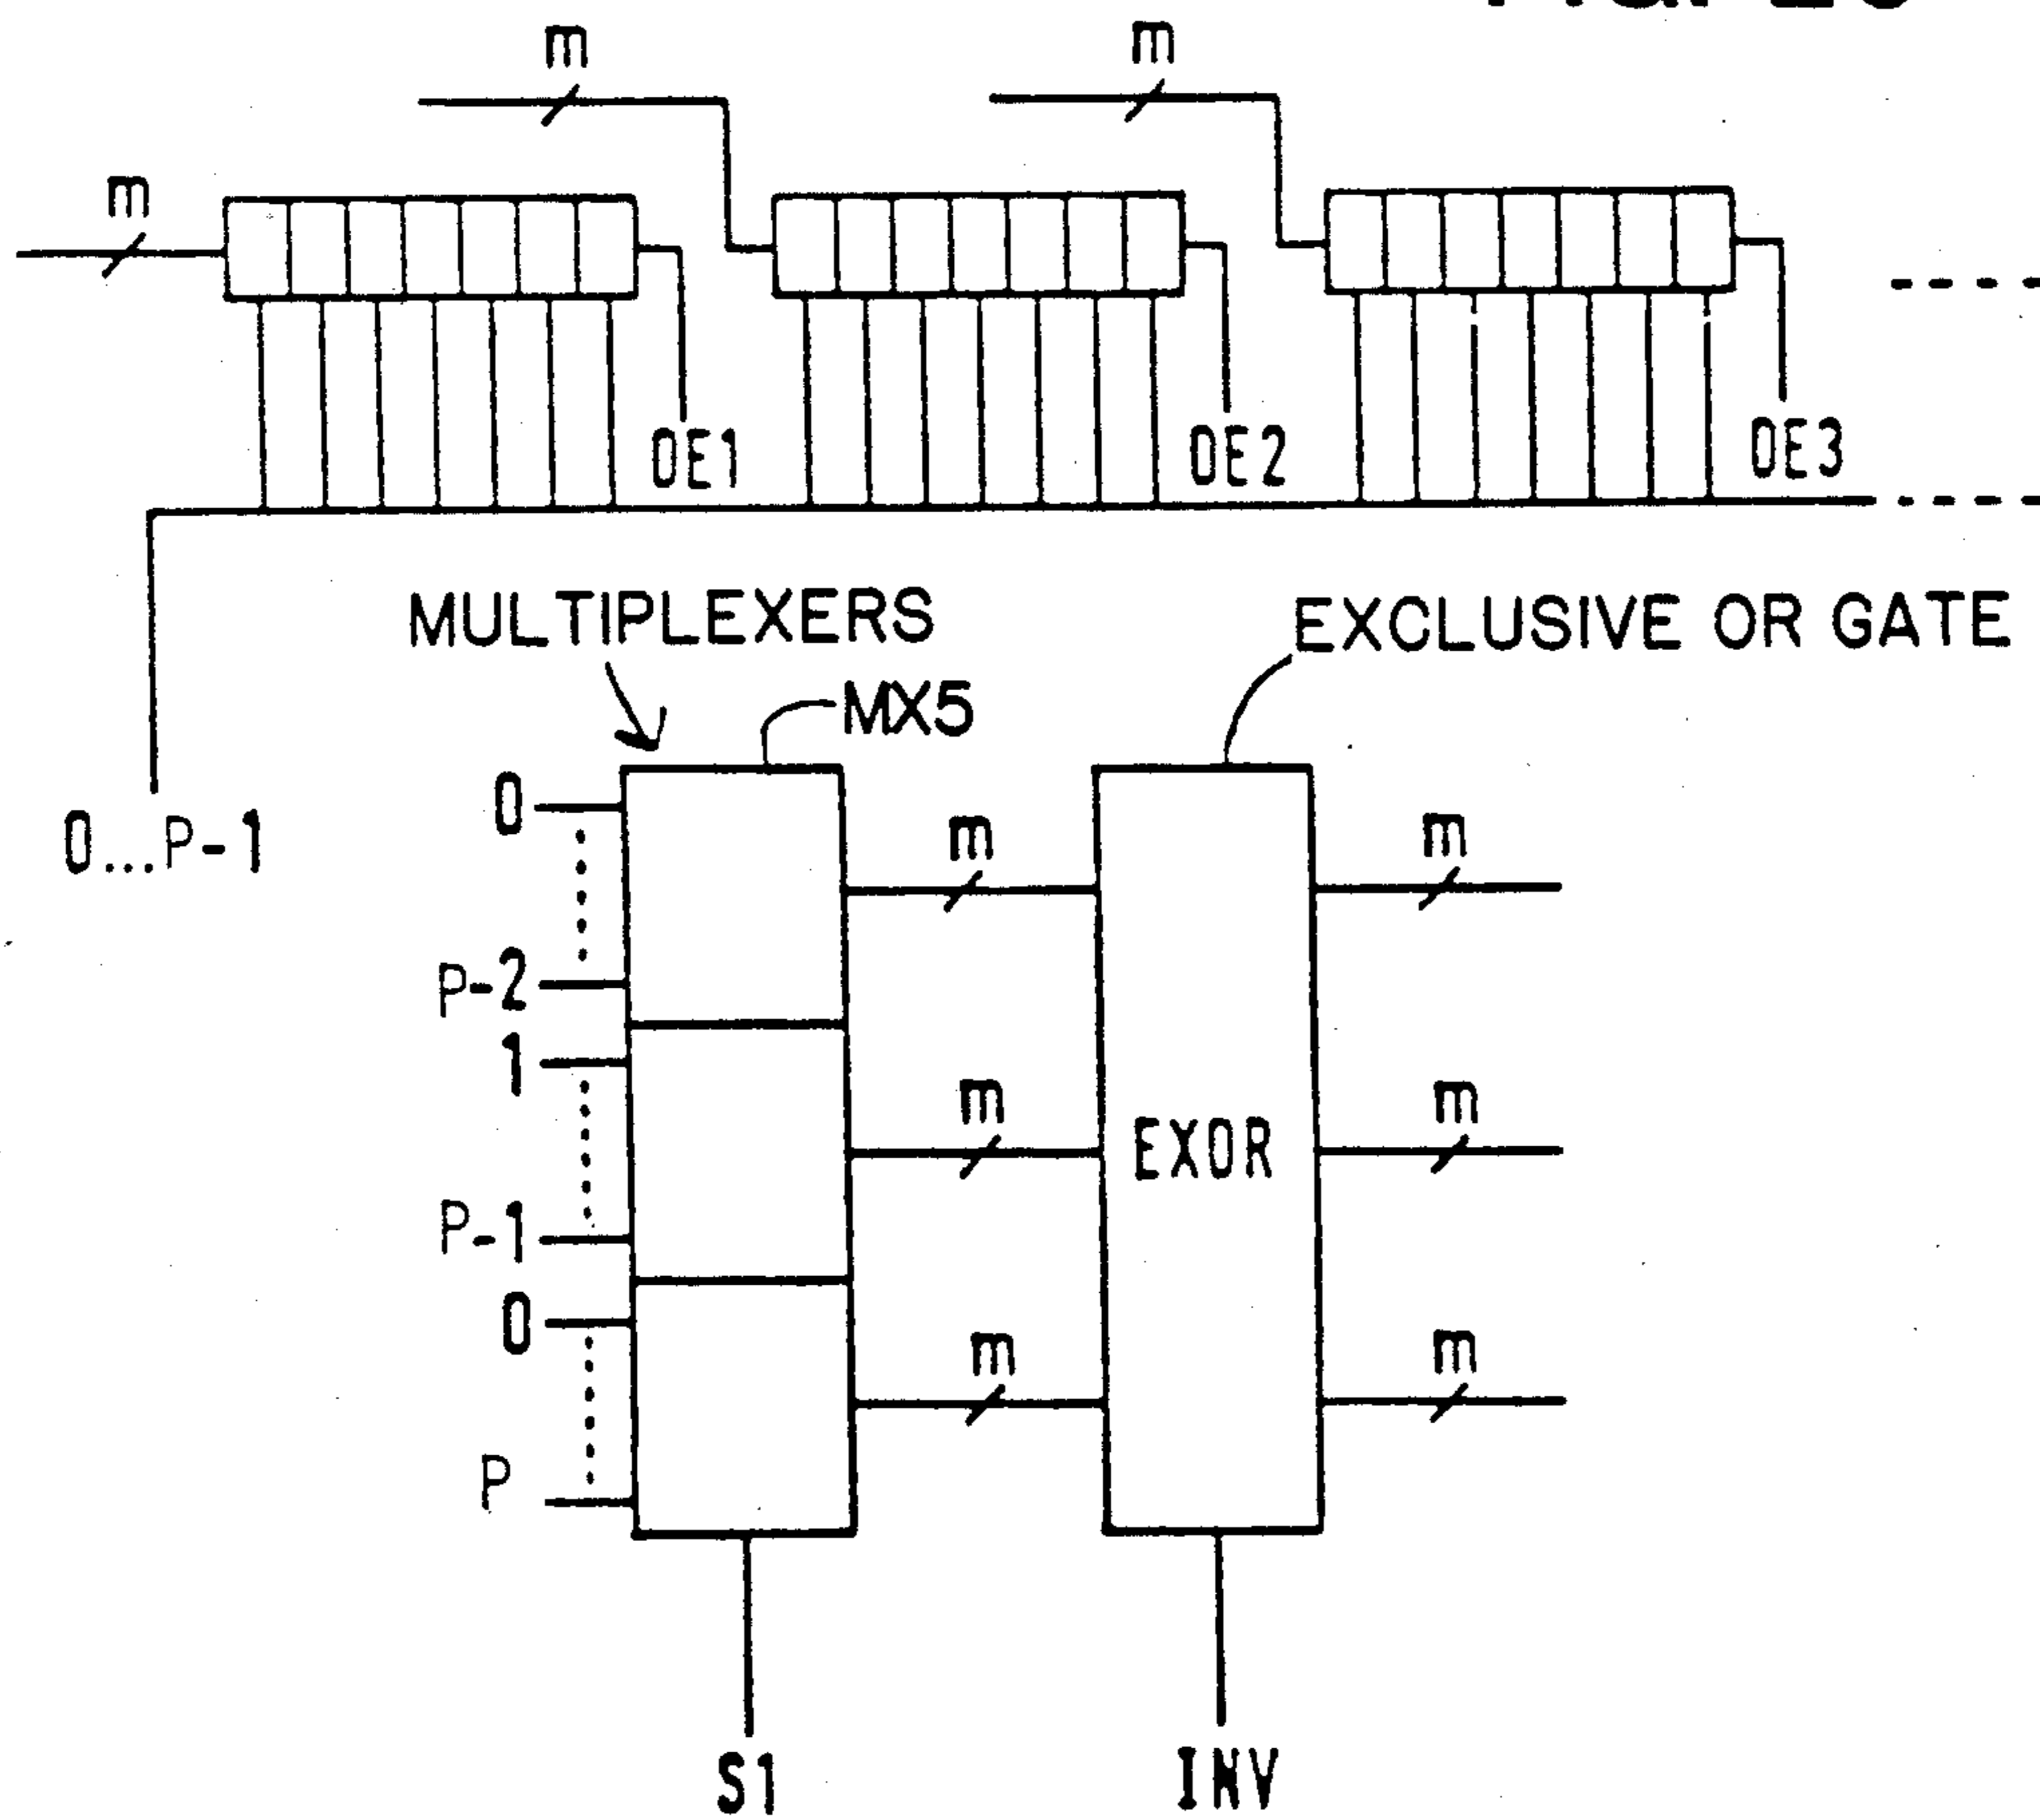 m m
m
OE1 OE2 OE3
MULTIPLEXERS EXCLUSIVE OR GATE
MX5
0...P-1
0 m m
P-2
1
m m
EXOR
P-1
0
m m
P
S1 INV